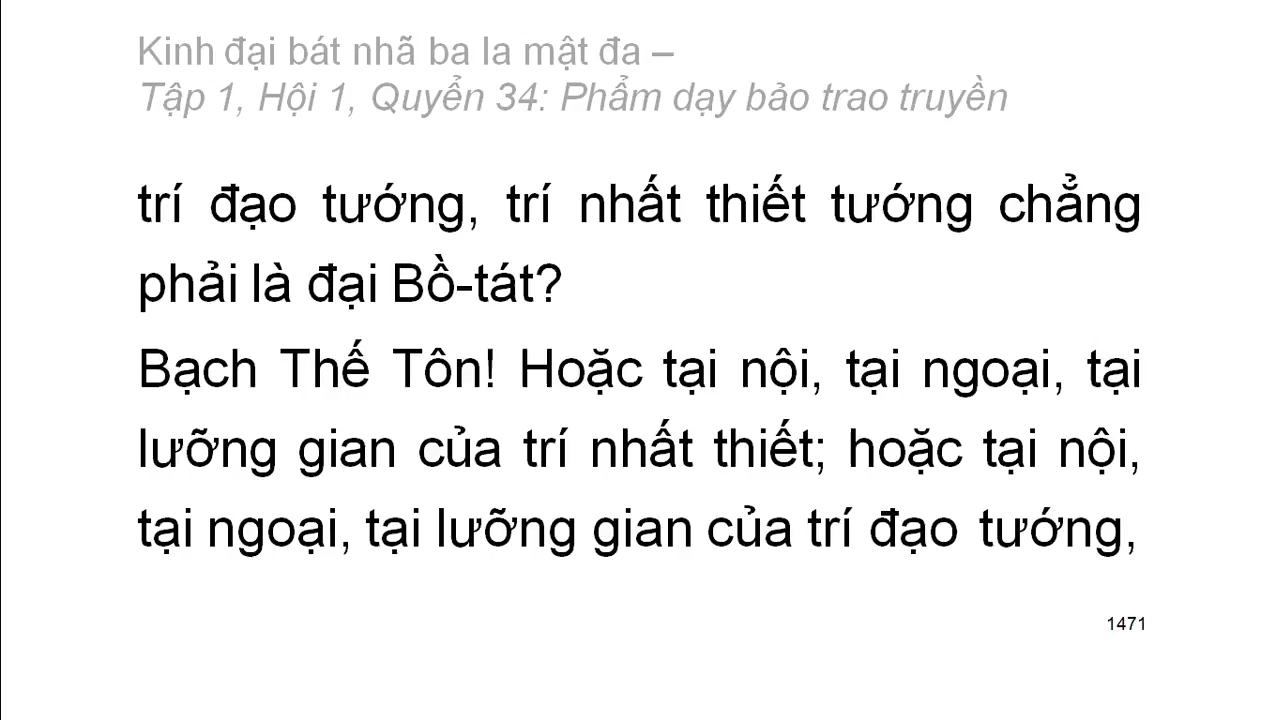 Kinh đại bát nhã ba la mật đa –
Tập 1, Hội 1, Quyển 34: Phẩm dạy bảo trao truyền
trí đạo tướng, trí nhất thiết tướng chẳng
phải là đại Bồ-tát?
Bạch Thế Tôn! Hoặc tại nội, tại ngoại, tại
lưỡng gian của trí nhất thiết; hoặc tại nội,
tại ngoại, tại lưỡng gian của trí đạo tướng,
1471